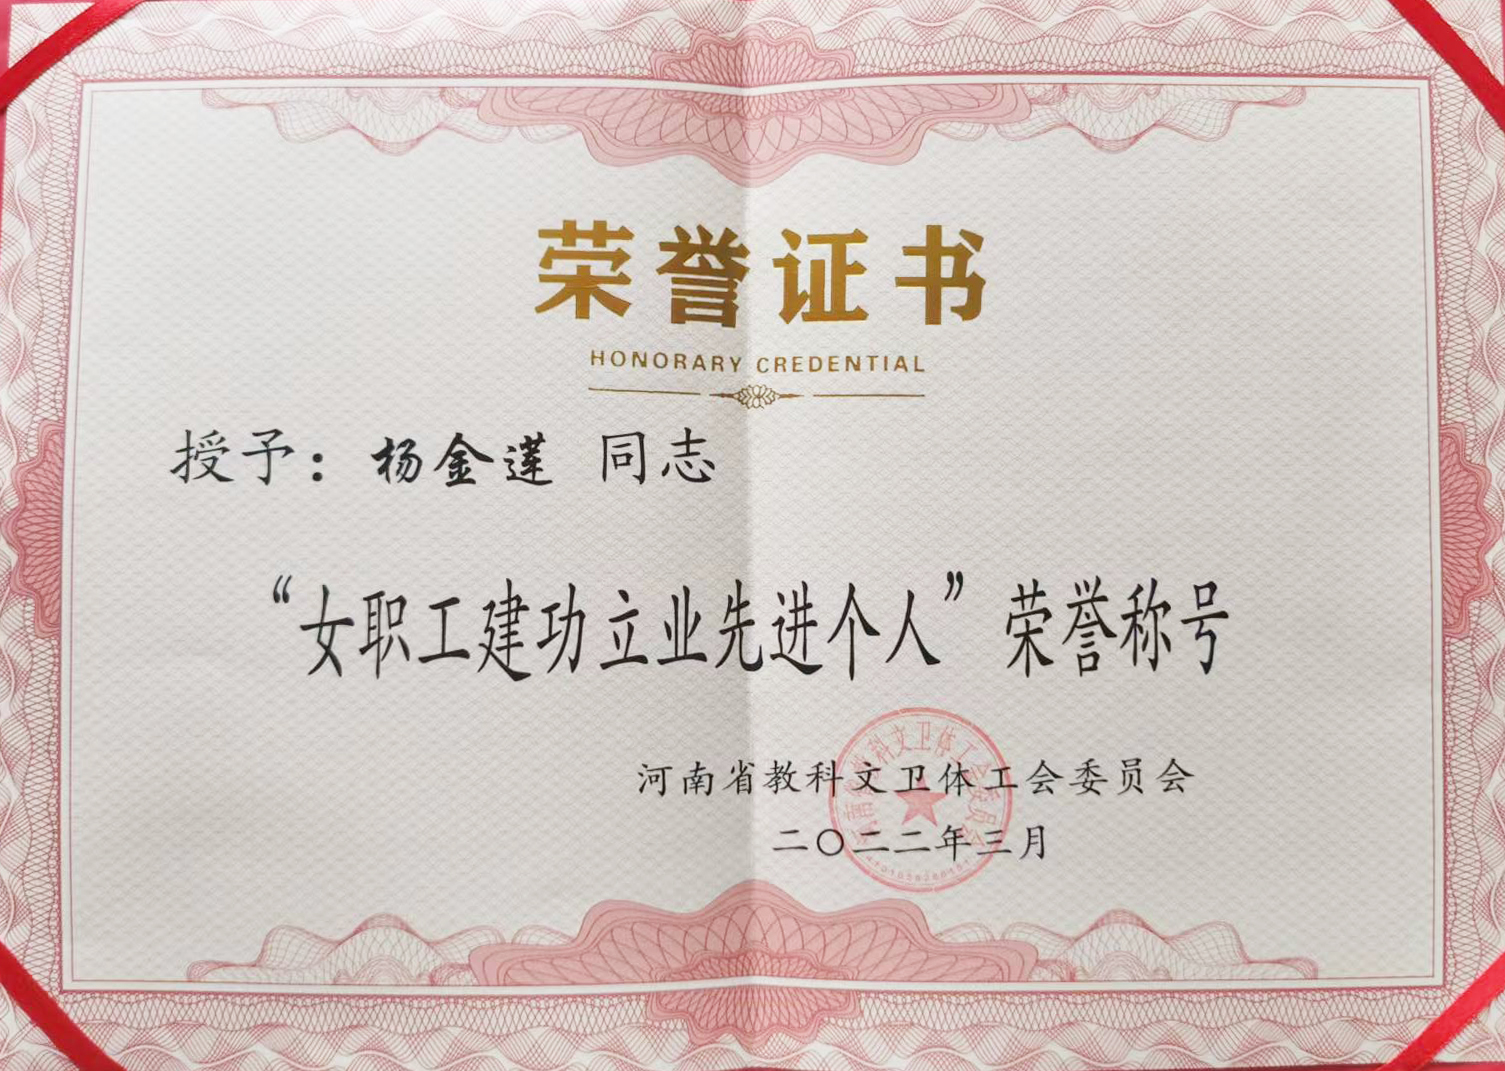 荣誉证书
HONORARY CREDENTIAL
授予：杨金莲 同志
“女职工建功立业先进个人”荣誉称号
河南省教科文卫体工会委员会
二〇二二年三月